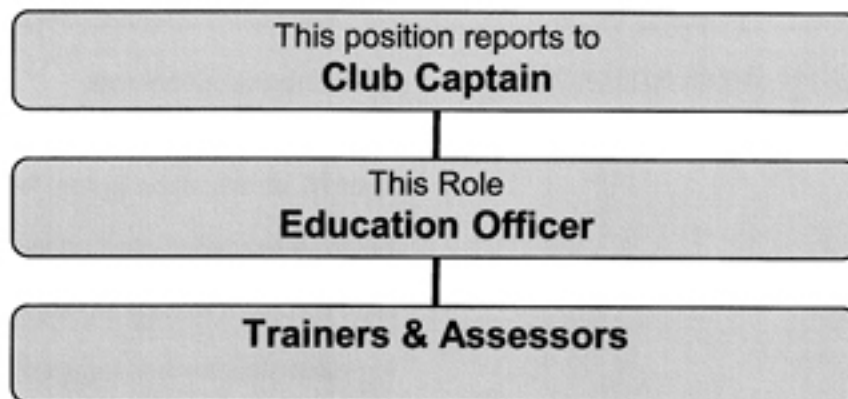 This position reports to
Club Captain
This Role
Education Officer
Trainers & Assessors